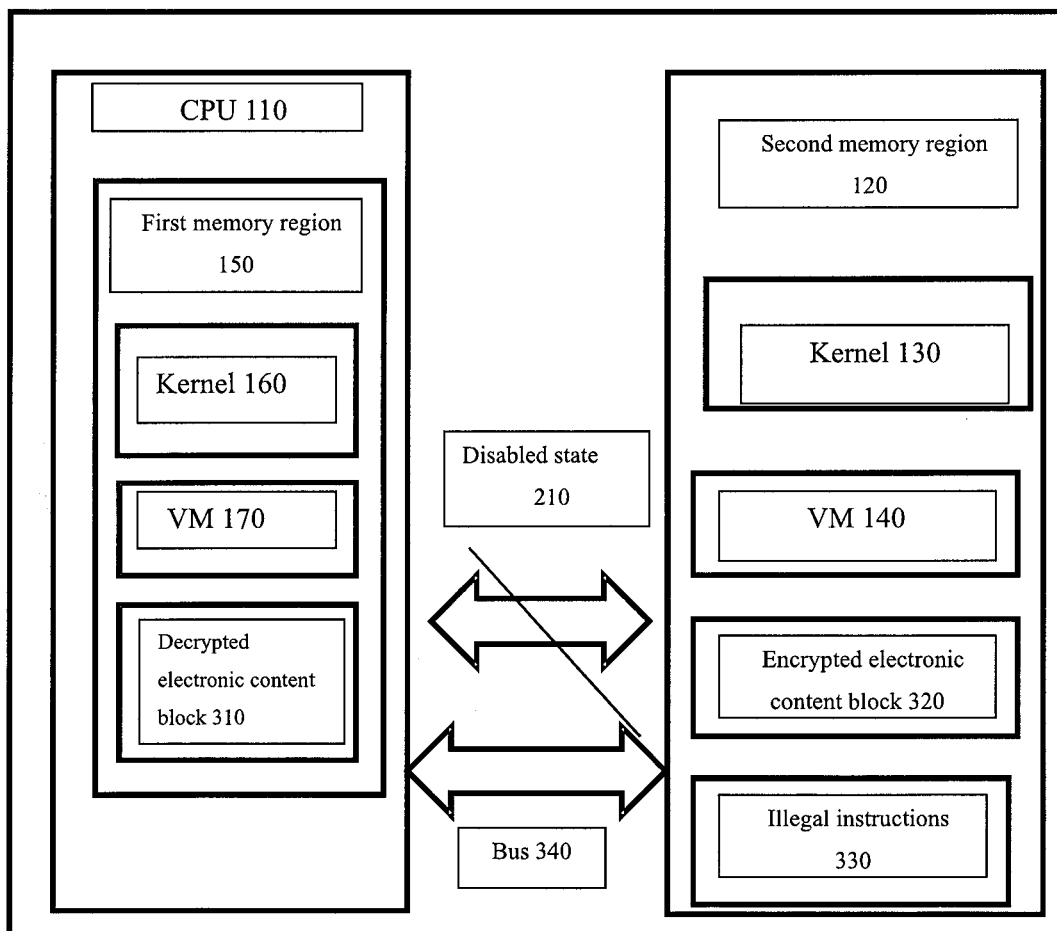 CPU 110
First memory region
150
Kernel 160
VM 170
Decrypted
electronic content
block 310
Disabled state
210
Bus 340
Second memory region
120
Kernel 130
VM 140
Encrypted electronic
content block 320
Illegal instructions
330